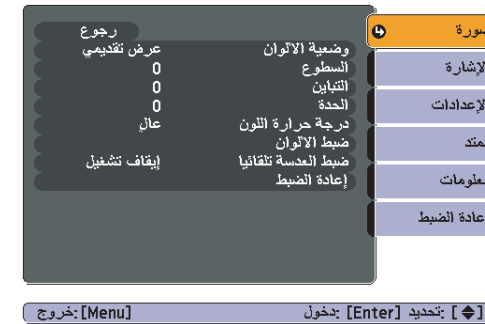 رجوع
وضعية الألوان عرض تقديمي
السطوع 0
التباين 0
الحدة 0
درجة حرارة اللون عالٍ
ضبط الألوان
ضبط العدسة تلقائيا إيقاف تشغيل
إعادة الضبط
صورة
الإشارة
الإعدادات
ممتد
معلومات
إعادة الضبط
[◆] :تحديد [Enter] :دخول [Menu] :خروج